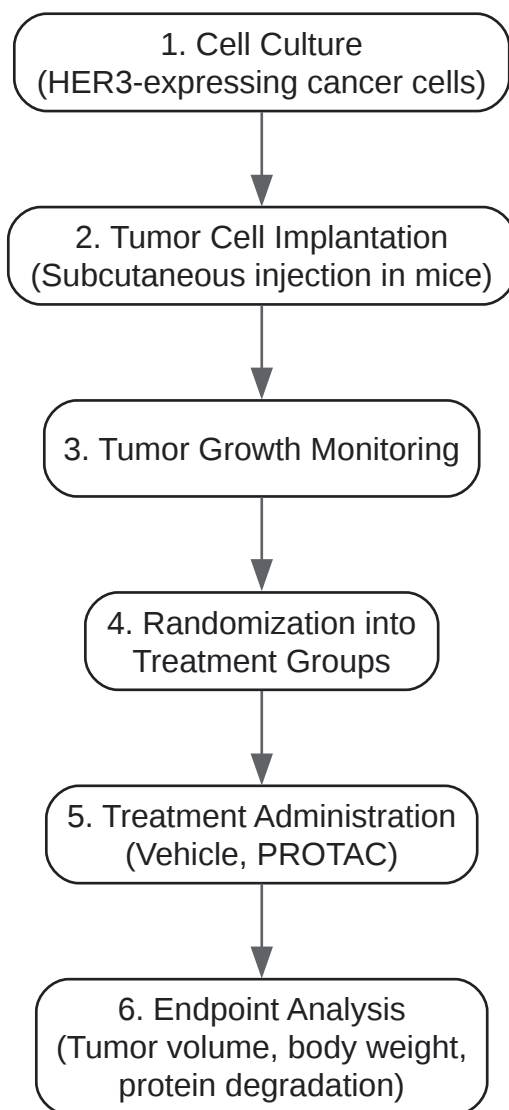 1. Cell Culture
(HER3-expressing cancer cells)
2. Tumor Cell Implantation
(Subcutaneous injection in mice)
3. Tumor Growth Monitoring
4. Randomization into
Treatment Groups
5. Treatment Administration
(Vehicle, PROTAC)
6. Endpoint Analysis
(Tumor volume, body weight,
protein degradation)